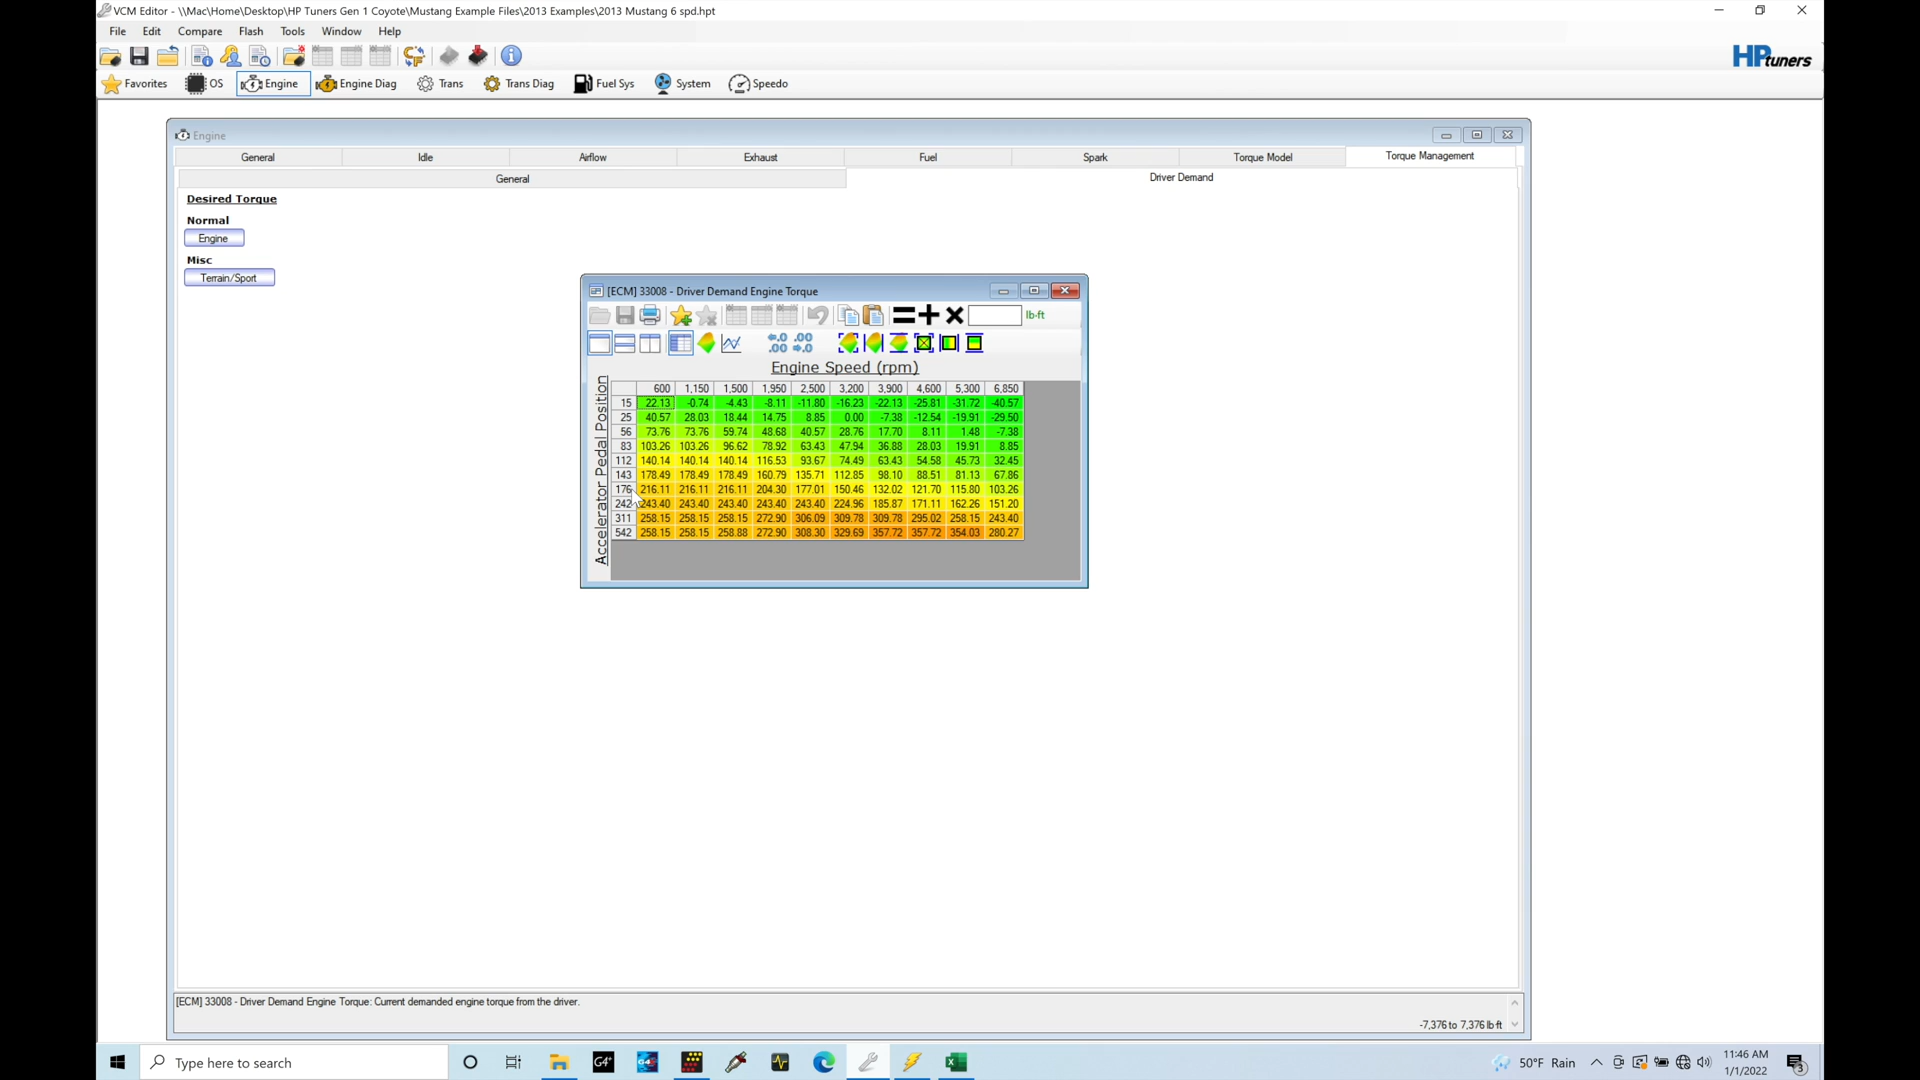 VCM Editor - \\Mac\Home\Desktop\HP Tuners Gen 1 Coyote\Mustang Example Files\2013 Examples\2013 Mustang 6 spd.hpt
File Edit Compare Flash Tools Window Help
HPtuners
Favorites OS Engine Engine Diag Trans Trans Diag Fuel Sys System Speedo
Engine
General Idle Airflow Exhaust Fuel Spark Torque Model Torque Management
General Driver Demand
Desired Torque
Normal
Engine
Misc
Terrain/Sport
[ECM] 33008 - Driver Demand Engine Torque
lb-ft
Engine Speed (rpm)
Accelerator Pedal Position
600 1,150 1,500 1,950 2,500 3,200 3,900 4,600 5,300 6,850
15 22.13 -0.74 -4.43 -8.11 -11.80 -16.23 -22.13 -25.81 -31.72 -40.57
25 40.57 28.03 18.44 14.75 8.85 0.00 -7.38 -12.54 -19.91 -29.50
56 73.76 73.76 59.74 48.68 40.57 28.76 17.70 8.11 1.48 -7.38
83 103.26 103.26 96.62 78.92 63.43 47.94 36.88 28.03 19.91 8.85
112 140.14 140.14 140.14 116.53 93.67 74.49 63.43 54.58 45.73 32.45
143 178.49 178.49 178.49 160.79 135.71 112.85 98.10 88.51 81.13 67.86
176 216.11 216.11 216.11 204.30 177.01 150.46 132.02 121.70 115.80 103.26
242 243.40 243.40 243.40 243.40 243.40 224.96 185.87 171.11 162.26 151.20
311 258.15 258.15 258.15 272.90 306.09 309.78 309.78 295.02 258.15 243.40
542 258.15 258.15 258.88 272.90 308.30 329.69 357.72 357.72 354.03 280.27
[ECM] 33008 - Driver Demand Engine Torque: Current demanded engine torque from the driver.
-7,376 to 7,376 lb·ft
Type here to search
G4+
50°F Rain
11:46 AM
1/1/2022
3